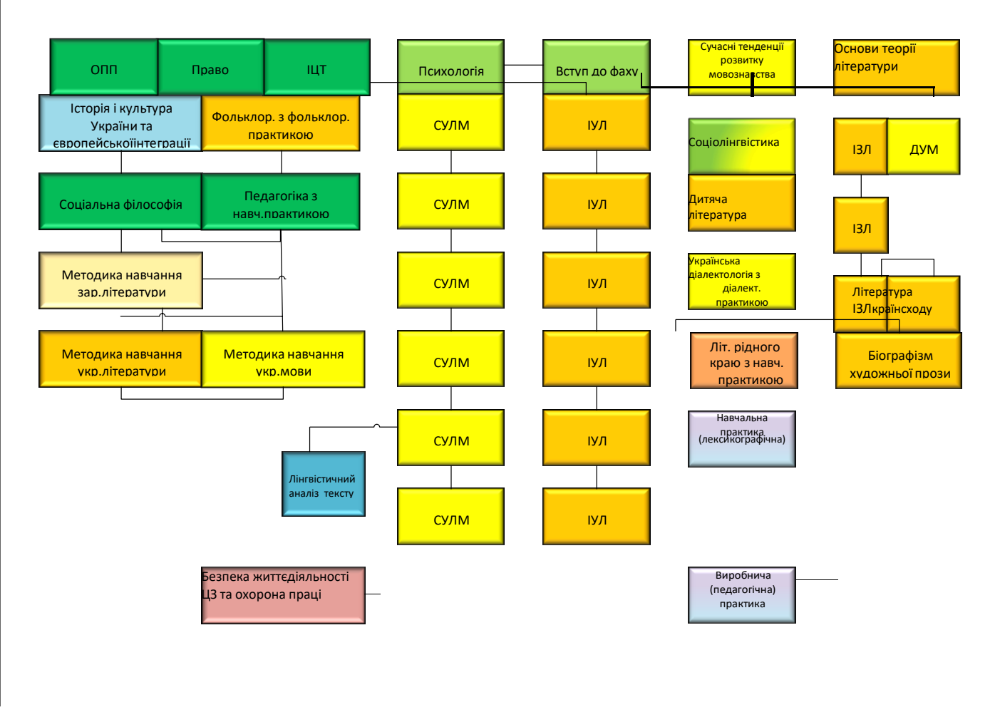 ОПП
Право
ІЦТ
Психологія
Вступ до фаху
Сучасні тенденції
розвитку
мовознавства
Основи теорії
літератури
Історія і культура
України та
європейськоїінтеграції
Фольклор. з фольклор.
практикою
СУЛМ
ІУЛ
Соціолінгвістика
ІЗЛ
ДУМ
Соціальна філософія
Педагогіка з
навч.практикою
СУЛМ
ІУЛ
Дитяча
література
ІЗЛ
Методика навчання
зар.літератури
СУЛМ
ІУЛ
Українська
діалектологія з
діалект.
практикою
Література
ІЗЛкраїнсходу
Методика навчання
укр.літератури
Методика навчання
укр.мови
СУЛМ
ІУЛ
Літ. рідного
краю з навч.
практикою
Біографізм
художньої прози
СУЛМ
ІУЛ
Навчальна
практика
(лексикографічна)
Лінгвістичний
аналіз тексту
СУЛМ
ІУЛ
Безпека життєдіяльності
ЦЗ та охорона праці
Виробнича
(педагогічна)
практика